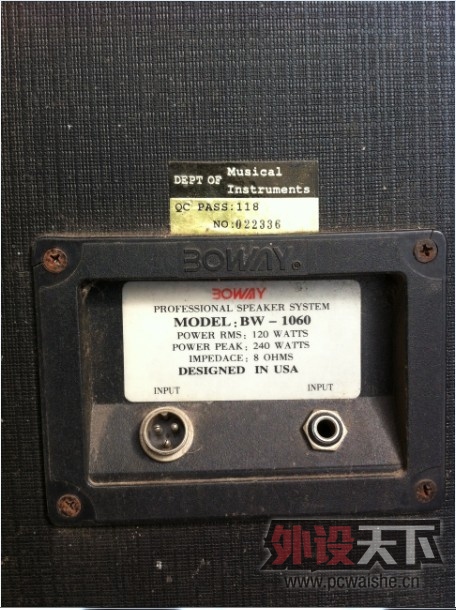 DEPT OF Musical Instruments
QC PASS:118
NO:022336
BOWAY
BOWAY
PROFESSIONAL SPEAKER SYSTEM
MODEL: BW-1060
POWER RMS: 120 WATTS
POWER PEAK: 240 WATTS
IMPEDACE: 8 OHMS
DESIGNED IN USA
INPUT INPUT
外设天下
www.pcwaishe.cn